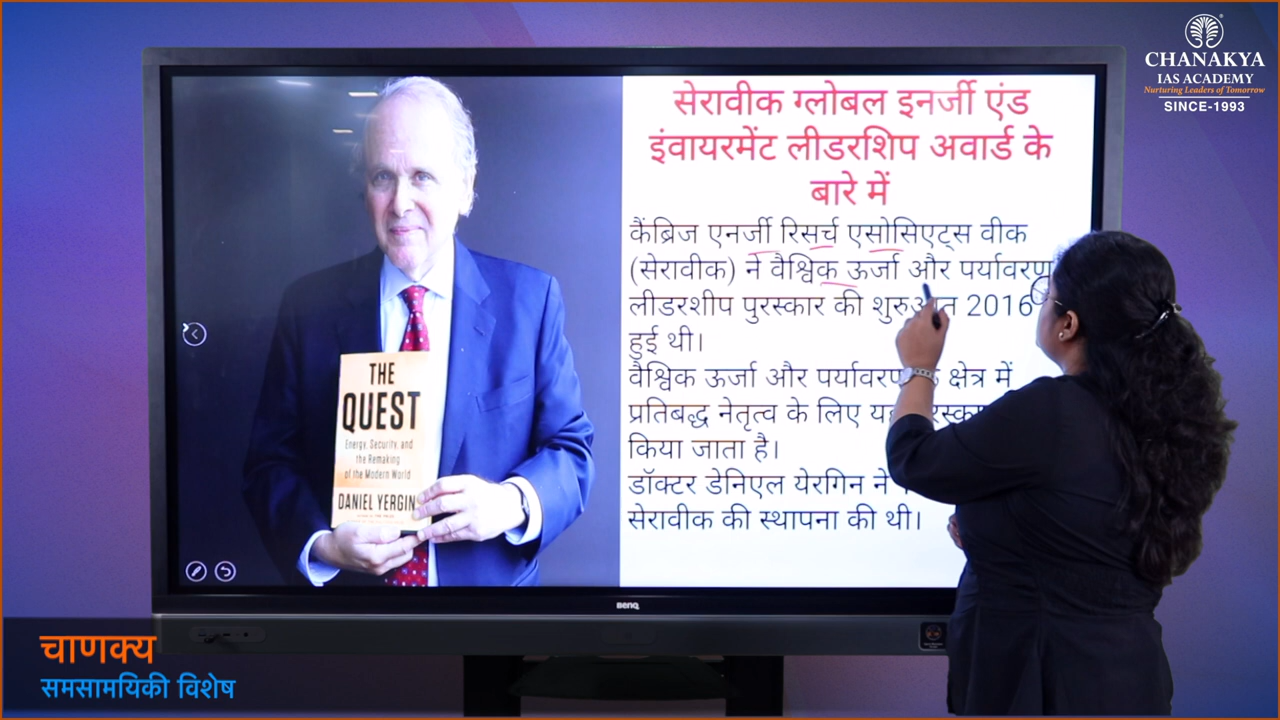 CHANAKYA
IAS ACADEMY
Nurturing Leaders of Tomorrow
SINCE-1993
सेरावीक ग्लोबल इनर्जी एंड
इंवायरमेंट लीडरशिप अवार्ड के
बारे में
कैंब्रिज एनर्जी रिसर्च एसोसिएट्स वीक
(सेरावीक) ने वैश्विक ऊर्जा और पर्यावरण
लीडरशीप पुरस्कार की शुरुआत 2016
हुई थी।
वैश्विक ऊर्जा और पर्यावरण के क्षेत्र में
प्रतिबद्ध नेतृत्व के लिए
किया जाता है।
डॉक्टर डेनिएल येरगिन ने
सेरावीक की स्थापना की थी।
THE
QUEST
Energy, Security, and
the Remaking
of the Modern World
DANIEL YERGIN
BenQ
चाणक्य
समसामयिकी विशेष